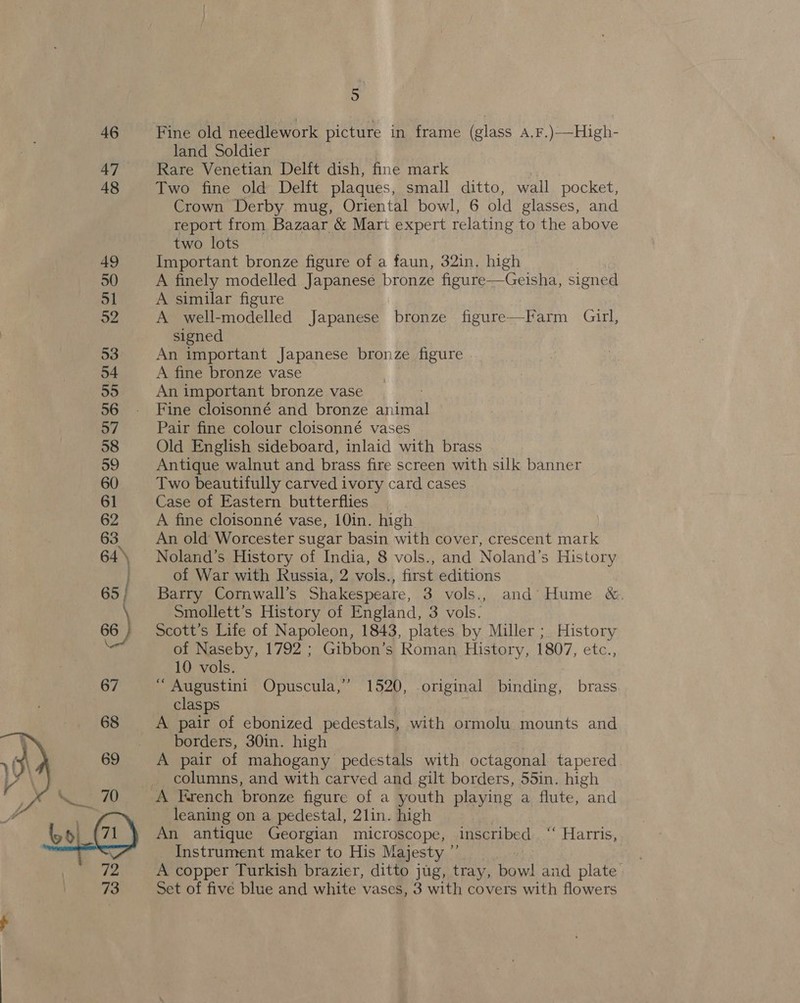 5
46 Fine old needlework picture in frame (glass A.F.)—High-
land Soldier
47 Rare Venetian Delft dish, fine mark
48 Two fine old Delft plaques, small ditto, wall pocket,
Crown Derby mug, Oriental bowl, 6 old glasses, and
report from Bazaar & Mart expert relating to the above
two lots
49 Important bronze figure of a faun, 32in. high
50 A finely modelled Japanese bronze figure—Geisha, signed
51 A similar figure
52 A well-modelled Japanese bronze figure—Farm Girl,
signed
53 An important Japanese bronze figure
54 A fine bronze vase
55 An important bronze vase
56 Fine cloisonné and bronze animal
57 Pair fine colour cloisonné vases
58 Old English sideboard, inlaid with brass
59 Antique walnut and brass fire screen with silk banner
60 Two beautifully carved ivory card cases
61 Case of Eastern butterflies
62 A fine cloisonné vase, 10in. high
63 An old Worcester sugar basin with cover, crescent mark
64 Noland's History of India, 8 vols., and Noland's History
of War with Russia, 2 vols., first editions
65 Barry Cornwall's Shakespeare, 3 vols., and Hume &
Smollett's History of England, 3 vols.
66 Scott's Life of Napoleon, 1843, plates by Miller; History
of Naseby, 1792; Gibbon's Roman History, 1807, etc.,
10 vols.
67 "Augustini Opuscula," 1520, original binding, brass
clasps
68 A pair of ebonized pedestals, with ormolu mounts and
borders, 30in. high
69 A pair of mahogany pedestals with octagonal tapered
columns, and with carved and gilt borders, 55in. high
70 A French bronze figure of a youth playing a flute, and
leaning on a pedestal, 21in. high
71 An antique Georgian microscope, inscribed "Harris,
Instrument maker to His Majesty"
72 A copper Turkish brazier, ditto jug, tray, bowl and plate
73 Set of five blue and white vases, 3 with covers with flowers